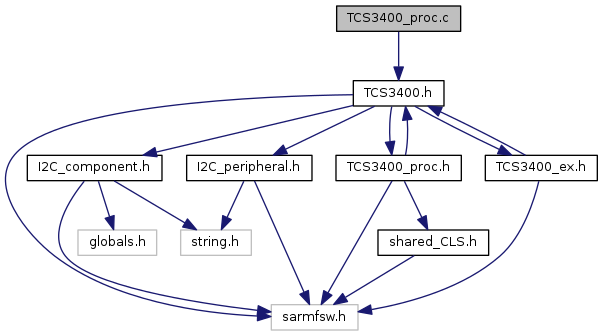 TCS3400_proc.c
TCS3400.h
I2C_component.h
I2C_peripheral.h
TCS3400_proc.h
TCS3400_ex.h
globals.h
string.h
shared_CLS.h
sarmfsw.h